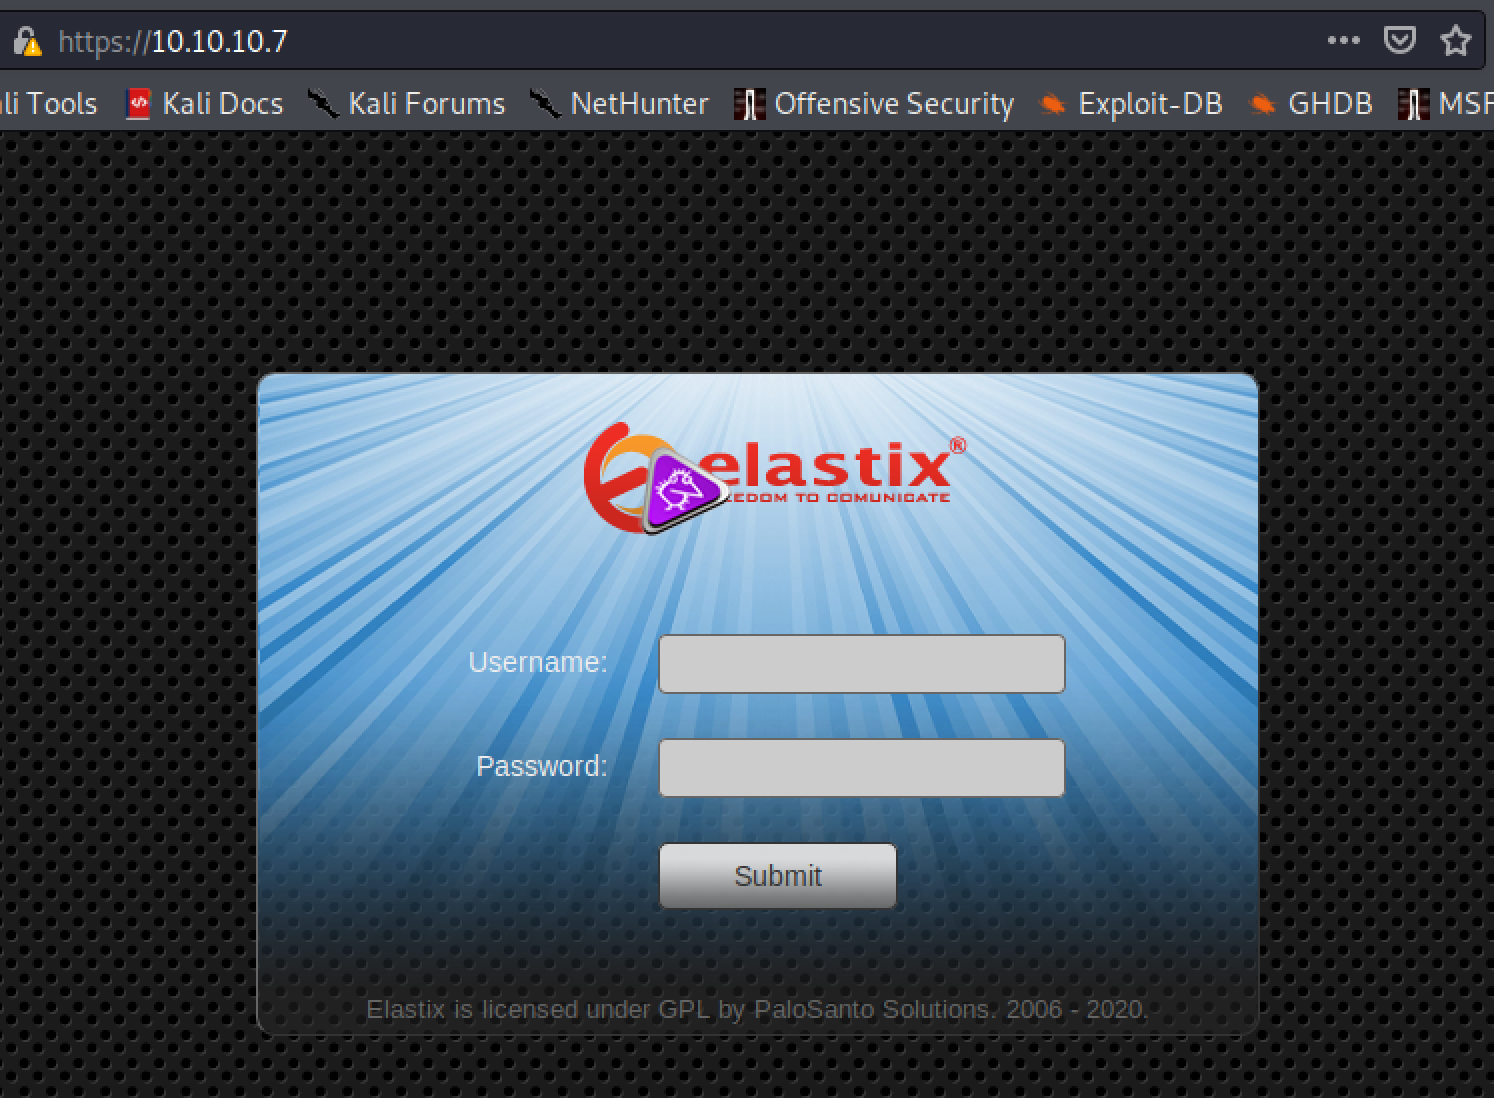 https://10.10.10.7
li Tools Kali Docs Kali Forums NetHunter Offensive Security Exploit-DB GHDB MSF
elastix®
EEDOM TO COMUNICATE
Username:
Password:
Submit
Elastix is licensed under GPL by PaloSanto Solutions. 2006 - 2020.